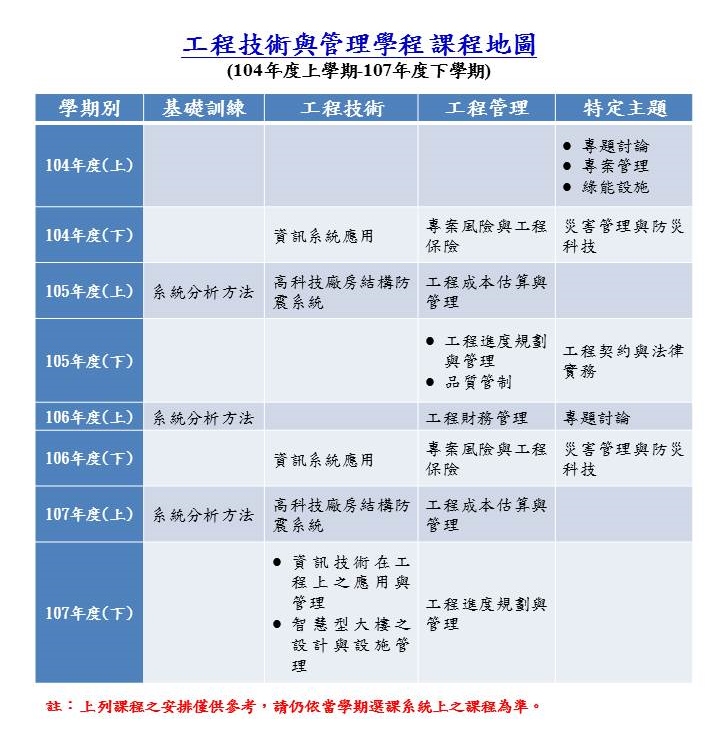 工程技術與管理學程 課程地圖
(104年度上學期-107年度下學期)
學期別 基礎訓練 工程技術 工程管理 特定主題
104年度(上)
● 專題討論
● 專案管理
● 綠能設施
104年度(下)
資訊系統應用
專案風險與工程
保險
災害管理與防災
科技
105年度(上)
系統分析方法
高科技廠房結構防
震系統
工程成本估算與
管理
105年度(下)
● 工程進度規劃
與管理
● 品質管制
工程契約與法律
實務
106年度(上) 系統分析方法 工程財務管理 專題討論
106年度(下)
資訊系統應用
專案風險與工程
保險
災害管理與防災
科技
107年度(上)
系統分析方法
高科技廠房結構防
震系統
工程成本估算與
管理
107年度(下)
● 資訊技術在工
程上之應用與
管理
● 智慧型大樓之
設計與設施管
理
工程進度規劃與
管理
註：上列課程之安排僅供參考，請仍依當學期選課系統上之課程為準。